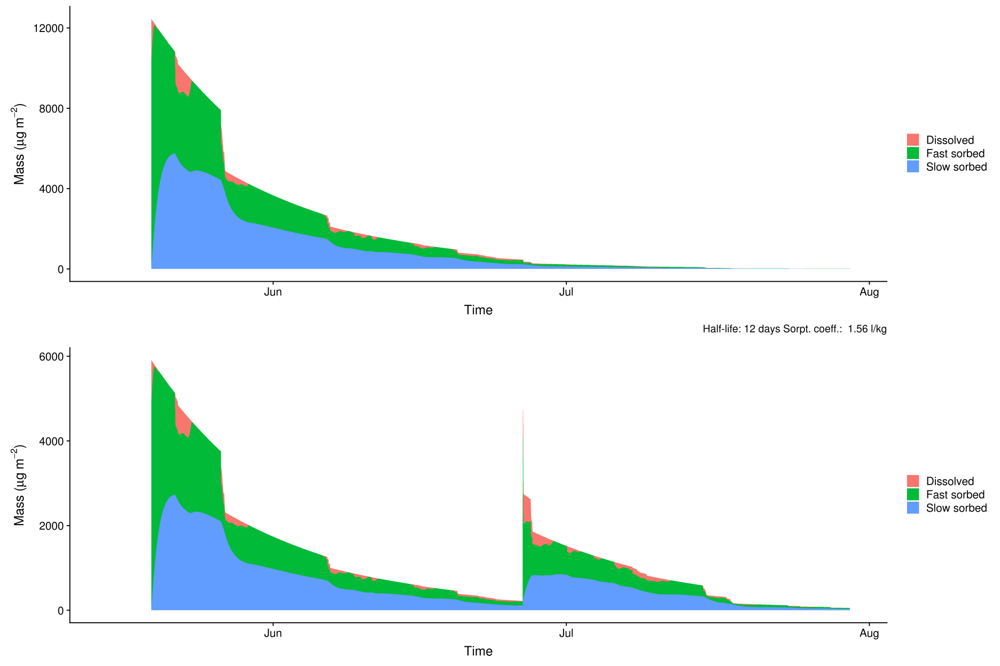 12000
8000
4000
0
Mass (μg m−2)
Jun
Jul
Aug
Time
Dissolved
Fast sorbed
Slow sorbed
Half-life: 12 days Sorpt. coeff.:  1.56 l/kg
6000
4000
2000
0
Mass (μg m−2)
Jun
Jul
Aug
Time
Dissolved
Fast sorbed
Slow sorbed